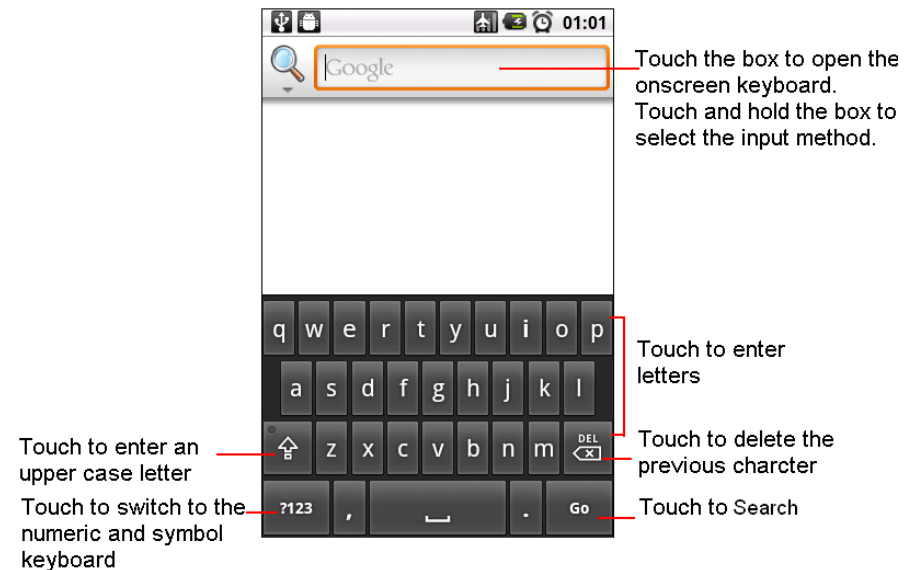 01:01
Google
Touch the box to open the
onscreen keyboard.
Touch and hold the box to
select the input method.
q w e r t y u i o p
a s d f g h j k l
Touch to enter
letters
z x c v b n m DEL
Touch to enter an
upper case letter
Touch to delete the
previous charcter
?123 , . Go
Touch to switch to the
numeric and symbol
keyboard
Touch to Search